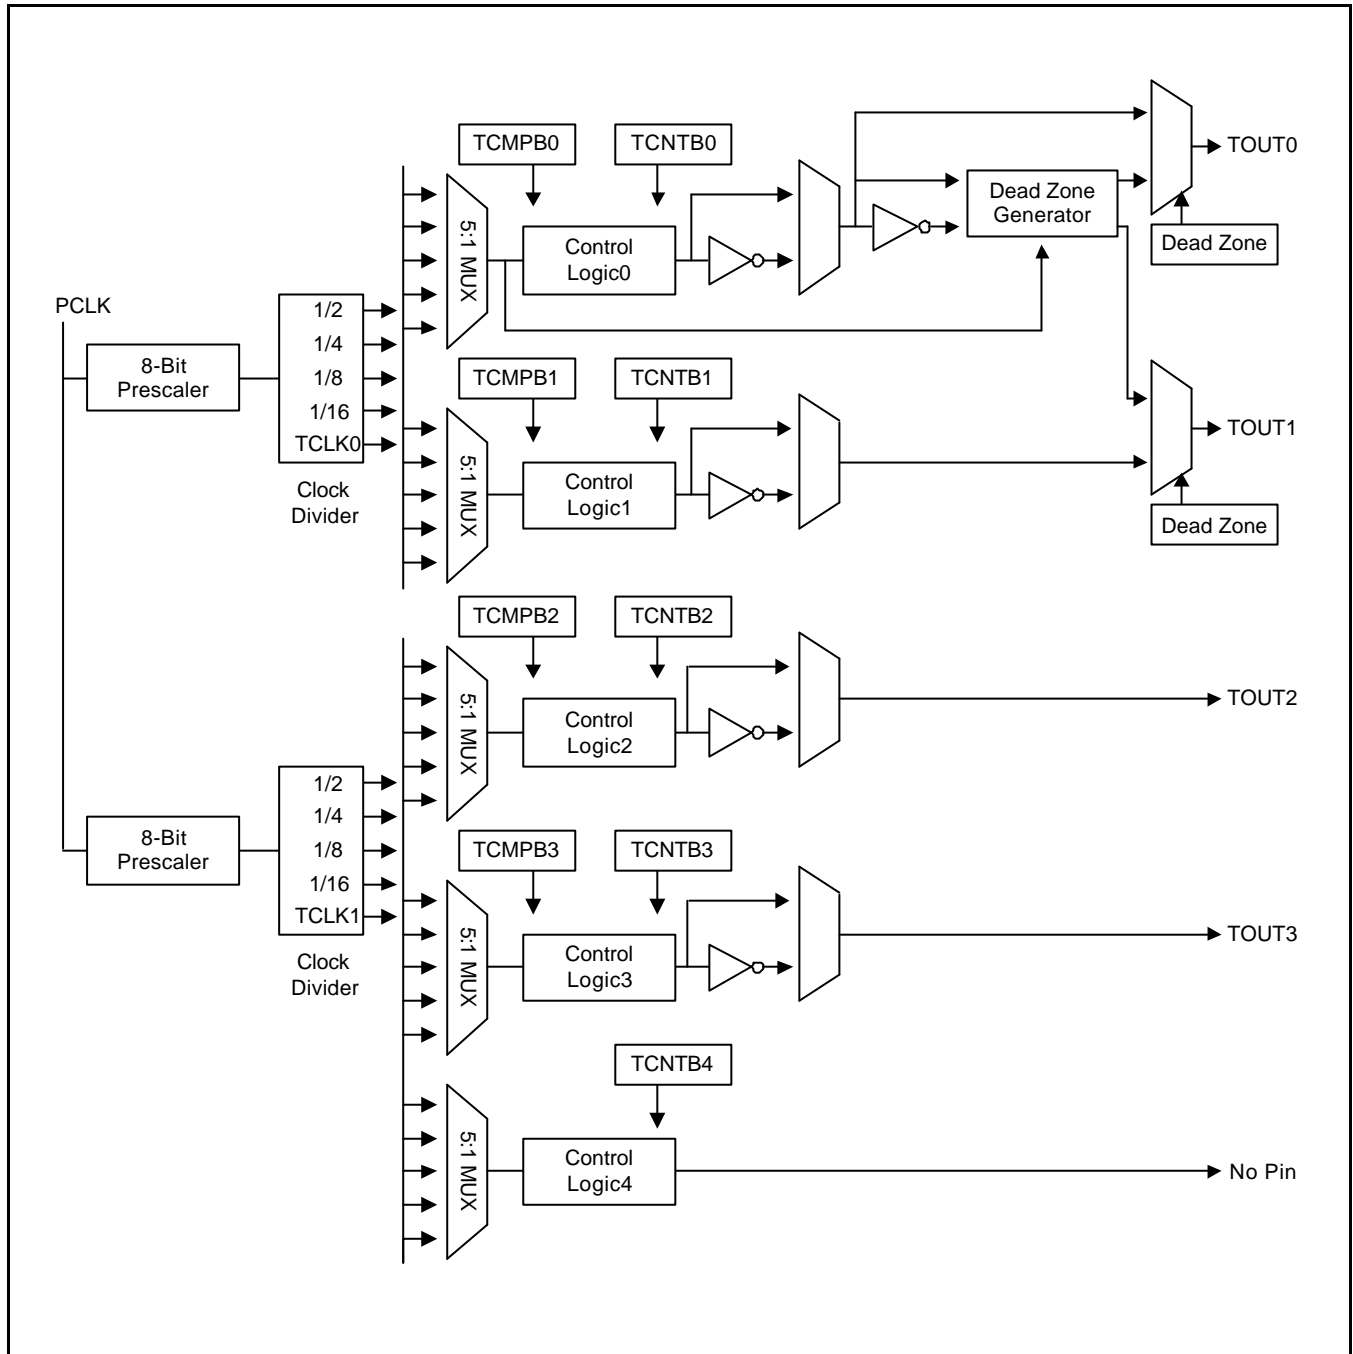 TCMPB0
TCNTB0
TOUT0
5:1 MUX
Control
Logic0
Dead Zone
Generator
Dead Zone
PCLK
8-Bit
Prescaler
1/2
1/4
1/8
1/16
TCLK0
Clock
Divider
TCMPB1
TCNTB1
5:1 MUX
Control
Logic1
TOUT1
Dead Zone
TCMPB2
TCNTB2
5:1 MUX
Control
Logic2
TOUT2
8-Bit
Prescaler
1/2
1/4
1/8
1/16
TCLK1
Clock
Divider
TCMPB3
TCNTB3
5:1 MUX
Control
Logic3
TOUT3
TCNTB4
5:1 MUX
Control
Logic4
No Pin